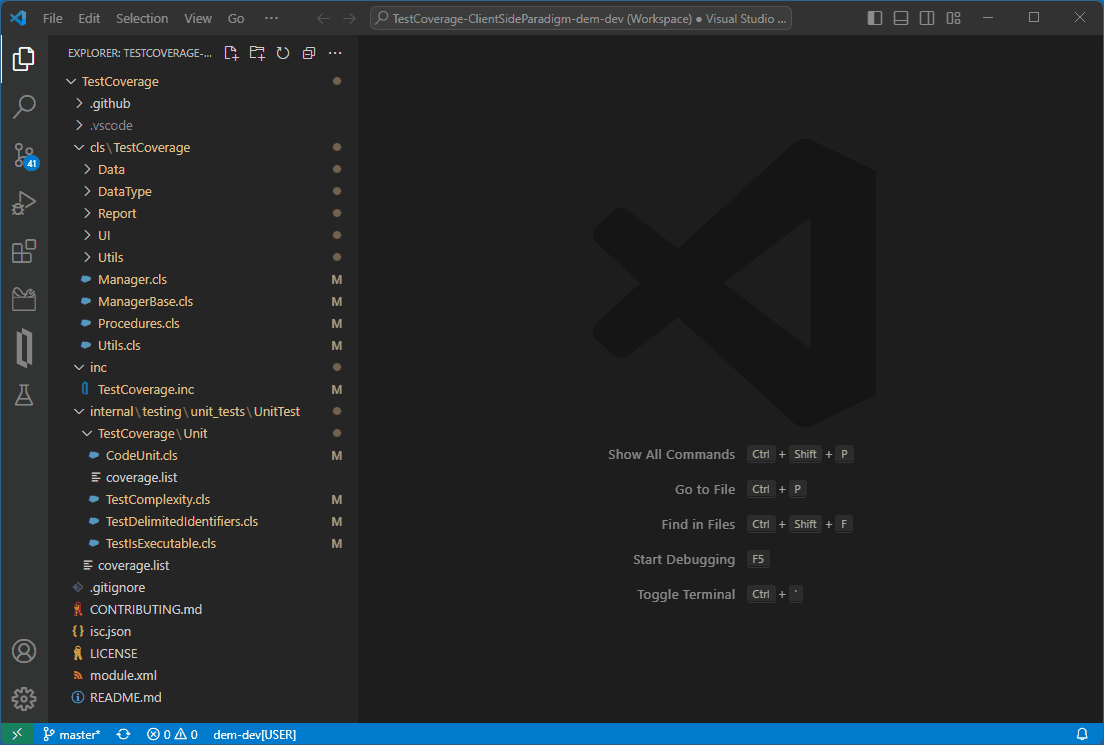 File Edit Selection View Go ···
TestCoverage-ClientSideParadigm-dem-dev (Workspace) ● Visual Studio ...
EXPLORER: TESTCOVERAGE-...
TestCoverage
.github
.vscode
cls\TestCoverage
Data
DataType
Report
UI
Utils
Manager.cls M
ManagerBase.cls M
Procedures.cls M
Utils.cls M
inc
TestCoverage.inc M
internal\testing\unit_tests\UnitTest
TestCoverage\Unit
CodeUnit.cls M
coverage.list
TestComplexity.cls M
TestDelimitedIdentifiers.cls M
TestIsExecutable.cls M
coverage.list
.gitignore
CONTRIBUTING.md
{} isc.json
LICENSE
module.xml
README.md
41
Show All Commands Ctrl + Shift + P
Go to File Ctrl + P
Find in Files Ctrl + Shift + F
Start Debugging F5
Toggle Terminal Ctrl + `
master* 0 0 dem-dev[USER]